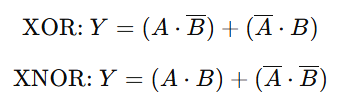 XOR: Y = (A · B̅) + (A̅ · B)
XNOR: Y = (A · B) + (A̅ · B̅)